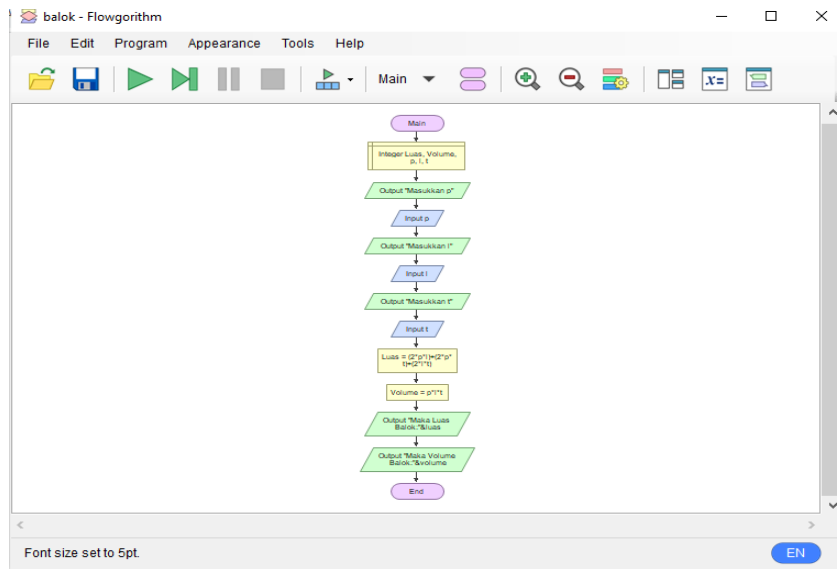 balok - Flowgorithm
File Edit Program Appearance Tools Help
Main
x=
Main
Integer Luas, Volume,
p, l, t
Output "Masukkan p"
Input p
Output "Masukkan l"
Input l
Output "Masukkan t"
Input t
Luas = (2*p*l)+(2*p*
t)+(2*l*t)
Volume = p*l*t
Output "Maka Luas
Balok:"&luas
Output "Maka Volume
Balok:"&volume
End
Font size set to 5pt.
EN